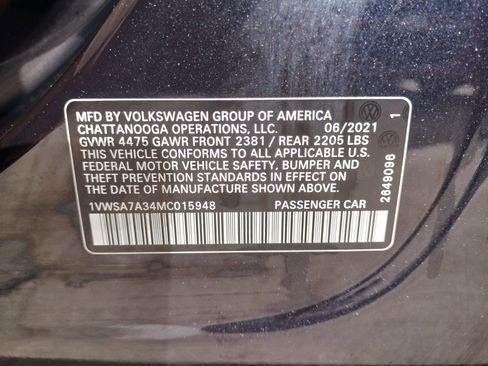 MFD BY VOLKSWAGEN GROUP OF AMERICA
CHATTANOOGA OPERATIONS, LLC. 06/2021
GVWR 4475 GAWR FRONT 2381 / REAR 2205 LBS
THIS VEHICLE CONFORMS TO ALL APPLICABLE U.S.
FEDERAL MOTOR VEHICLE SAFETY, BUMPER AND
THEFT PREVENTION STANDARDS IN EFFECT ON
THE DATE OF MANUFACTURE SHOWN ABOVE.
1VWSA7A34MC015948 PASSENGER CAR
2649096 1